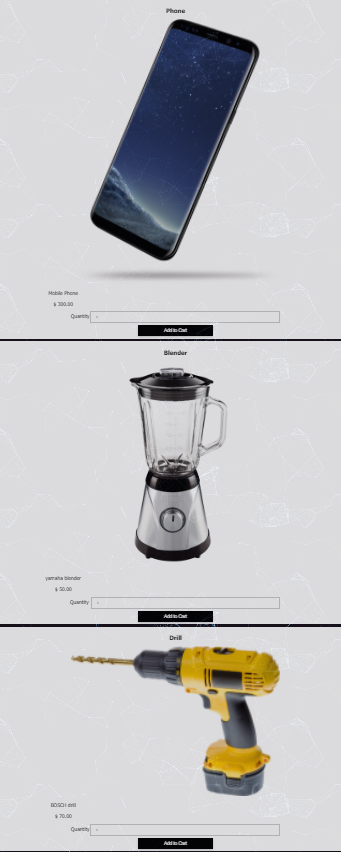 Phone
Mobile Phone
$ 300.00
Quantity
Add to Cart
Blender
yamaha blender
$ 50.00
Quantity
Add to Cart
Drill
BOSCH drill
$ 70.00
Quantity
Add to Cart